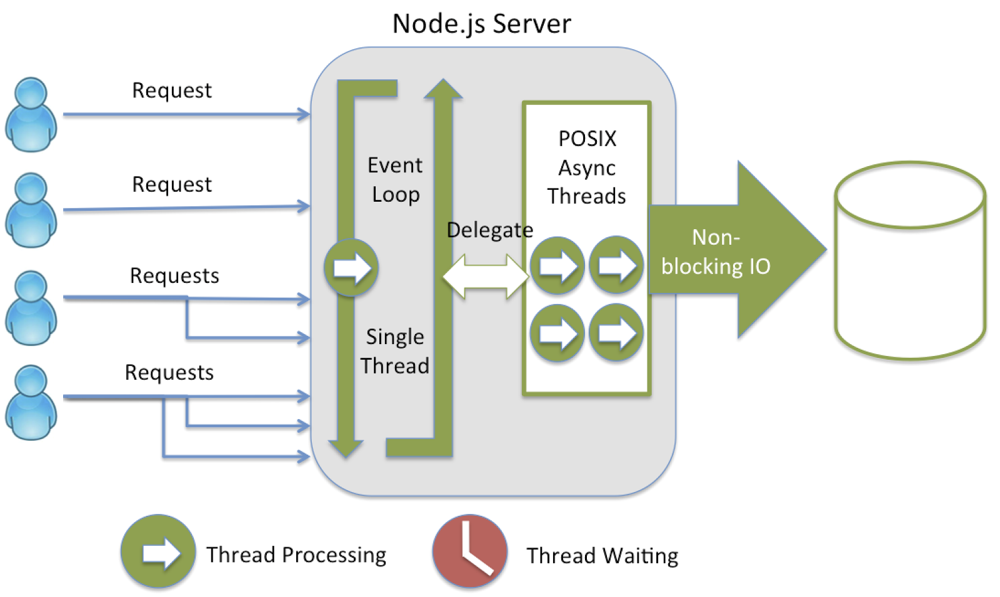 Node.js Server
Request
Request
Requests
Requests
Event
Loop
Single
Thread
Delegate
POSIX
Async
Threads
Non-
blocking IO
Thread Processing
Thread Waiting